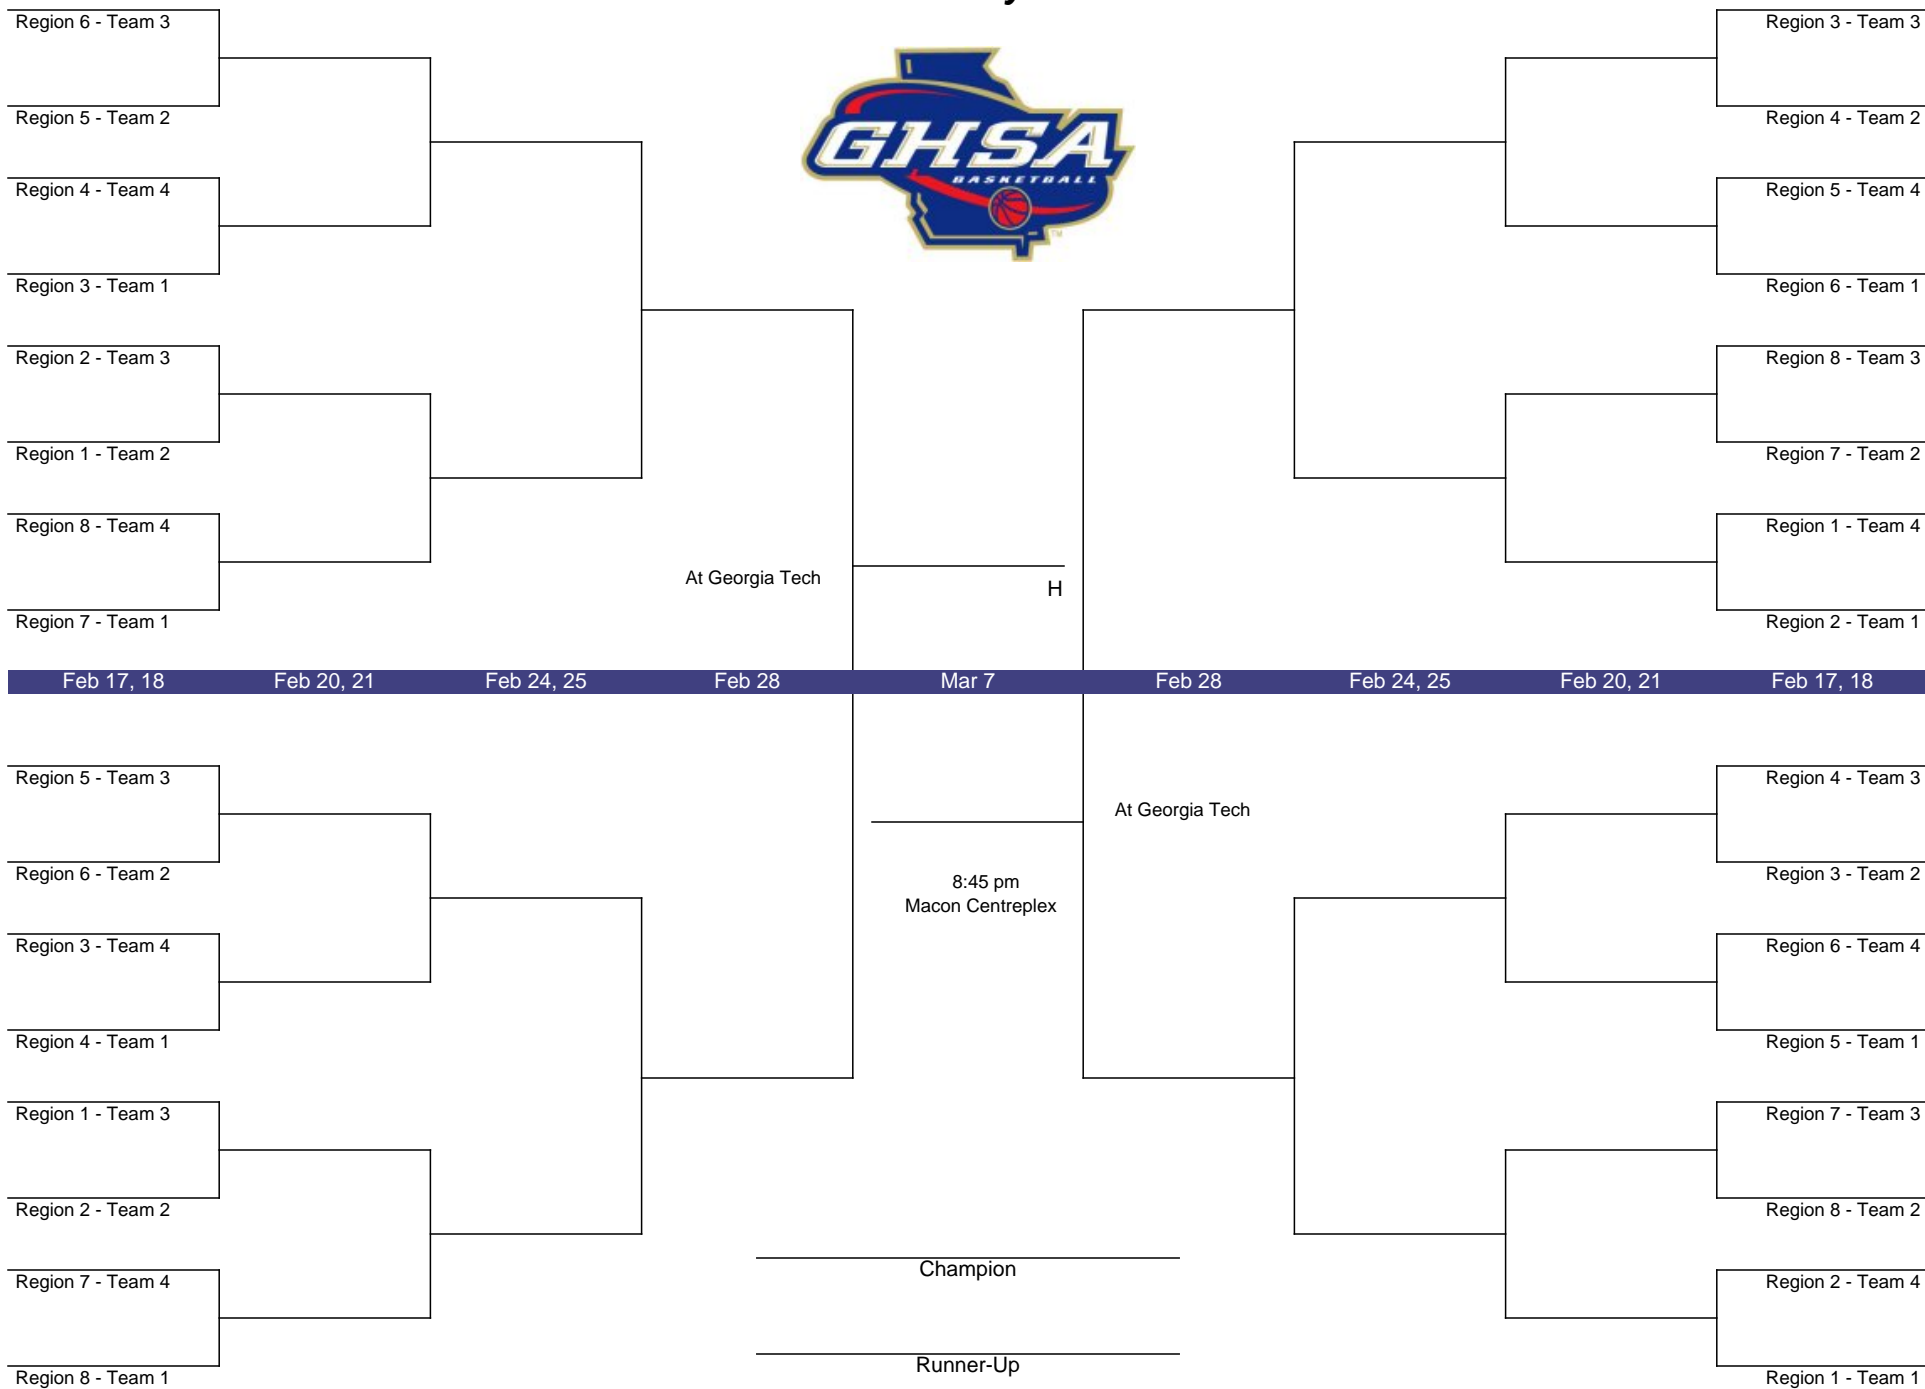 Region 6 - Team 3
Region 3 - Team 3
Region 5 - Team 2
Region 4 - Team 2
GHSA
BASKETBALL
TM
Region 4 - Team 4
Region 5 - Team 4
Region 3 - Team 1
Region 6 - Team 1
Region 2 - Team 3
Region 8 - Team 3
Region 1 - Team 2
Region 7 - Team 2
Region 8 - Team 4
Region 1 - Team 4
At Georgia Tech
H
Region 7 - Team 1
Region 2 - Team 1
Feb 17, 18 Feb 20, 21 Feb 24, 25 Feb 28 Mar 7 Feb 28 Feb 24, 25 Feb 20, 21 Feb 17, 18
Region 5 - Team 3
Region 4 - Team 3
At Georgia Tech
Region 6 - Team 2
Region 3 - Team 2
8:45 pm
Macon Centreplex
Region 3 - Team 4
Region 6 - Team 4
Region 4 - Team 1
Region 5 - Team 1
Region 1 - Team 3
Region 7 - Team 3
Region 2 - Team 2
Region 8 - Team 2
Champion
Region 7 - Team 4
Region 2 - Team 4
Runner-Up
Region 8 - Team 1
Region 1 - Team 1